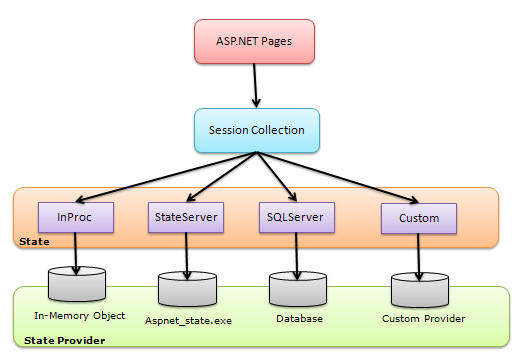 ASP.NET Pages
Session Collection
InProc
StateServer
SQLServer
Custom
State
In-Memory Object
Aspnet_state.exe
Database
Custom Provider
State Provider